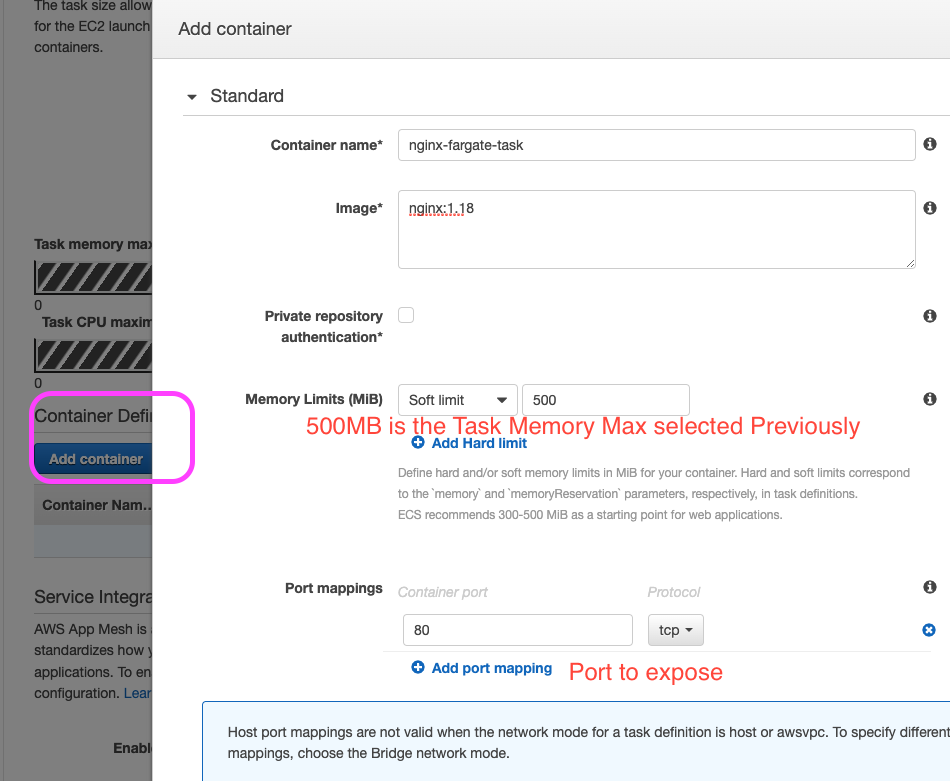 The task size allow
for the EC2 launch
containers.
Task memory max
0
Task CPU maxim
0
Container Defi
Add container
Container Nam...
Service Integra
AWS App Mesh is
standardizes how y
applications. To en
configuration. Lear
Enabl
Add container
Standard
Container name*
nginx-fargate-task
Image*
nginx:1.18
Private repository
authentication*
Memory Limits (MiB)
Soft limit
500
500MB is the Task Memory Max selected Previously
Add Hard limit
Define hard and/or soft memory limits in MiB for your container. Hard and soft limits correspond
to the `memory` and `memoryReservation` parameters, respectively, in task definitions.
ECS recommends 300-500 MiB as a starting point for web applications.
Port mappings
Container port
Protocol
80
tcp
Add port mapping
Port to expose
Host port mappings are not valid when the network mode for a task definition is host or awsvpc. To specify different
mappings, choose the Bridge network mode.